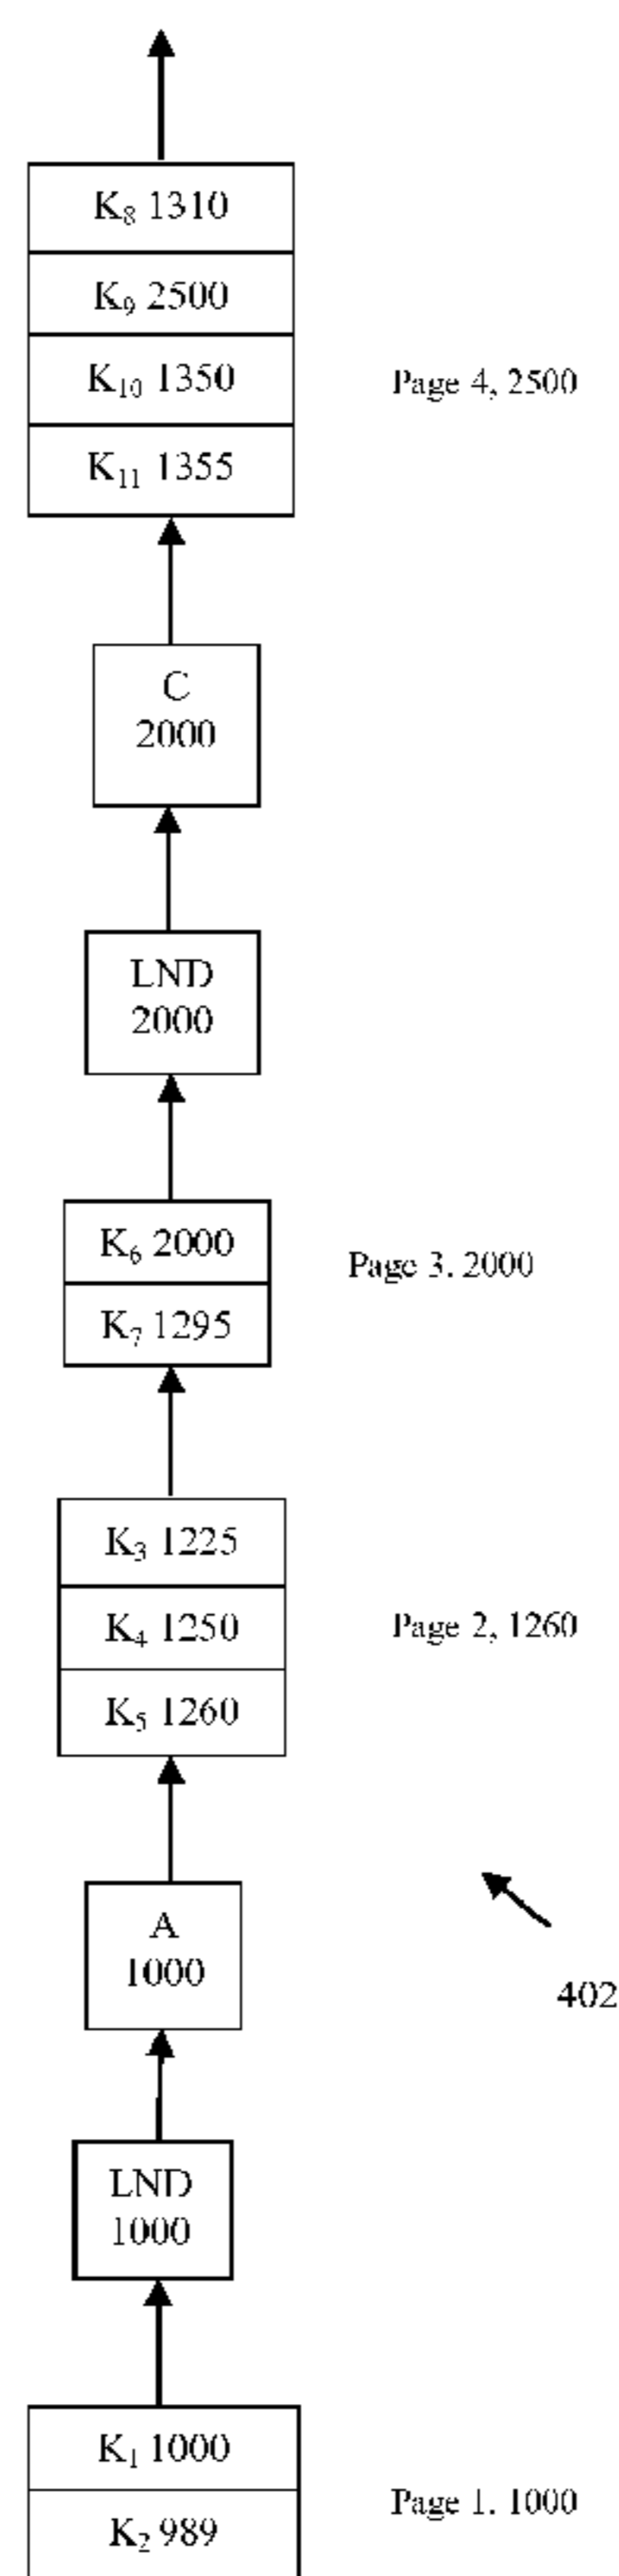 K₈ 1310
K₉ 2500
K₁₀ 1350
Page 4, 2500
K₁₁ 1355
C
2000
LND
2000
K₆ 2000
Page 3. 2000
K₇ 1295
K₃ 1225
K₄ 1250
Page 2, 1260
K₅ 1260
A
1000
402
LND
1000
K₁ 1000
Page 1. 1000
K₂ 989